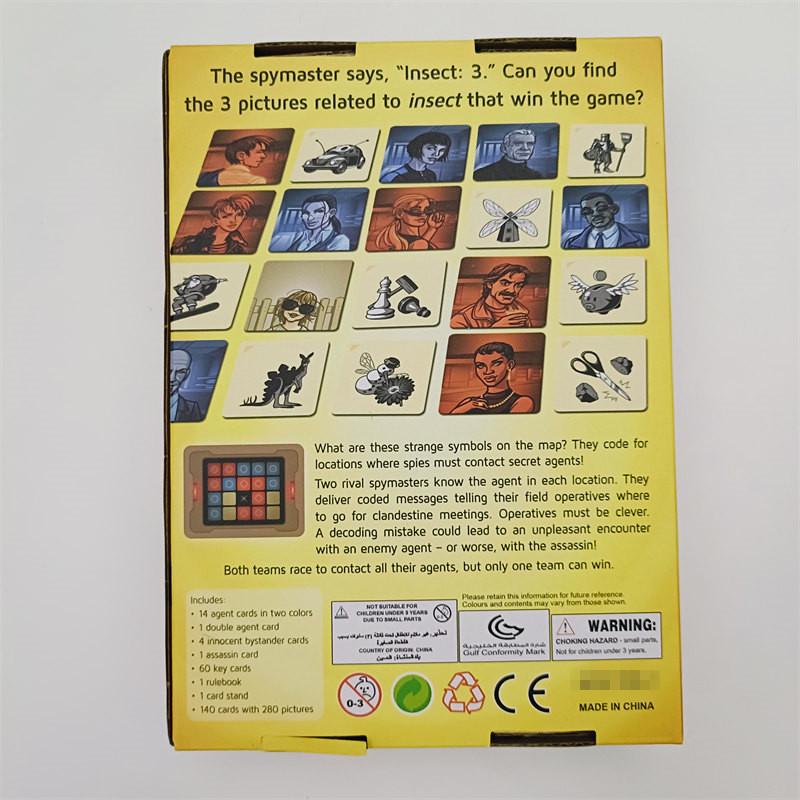 The spymaster says, “Insect: 3.” Can you find
the 3 pictures related to insect that win the game?
What are these strange symbols on the map? They code for
locations where spies must contact secret agents!
Two rival spymasters know the agent in each location. They
deliver coded messages telling their field operatives where
to go for clandestine meetings. Operatives must be clever.
A decoding mistake could lead to an unpleasant encounter
with an enemy agent – or worse, with the assassin!
Both teams race to contact all their agents, but only one team can win.
Includes:
• 14 agent cards in two colors
• 1 double agent card
• 4 innocent bystander cards
• 1 assassin card
• 60 key cards
• 1 rulebook
• 1 card stand
• 140 cards with 280 pictures
NOT SUITABLE FOR
CHILDREN UNDER 3 YEARS
DUE TO SMALL PARTS
COUNTRY OF ORIGIN: CHINA
Please retain this information for future reference.
Colours and contents may vary from those shown.
Gulf Conformity Mark
WARNING:
CHOKING HAZARD - small parts,
Not for children under 3 years.
0-3
CE
MADE IN CHINA